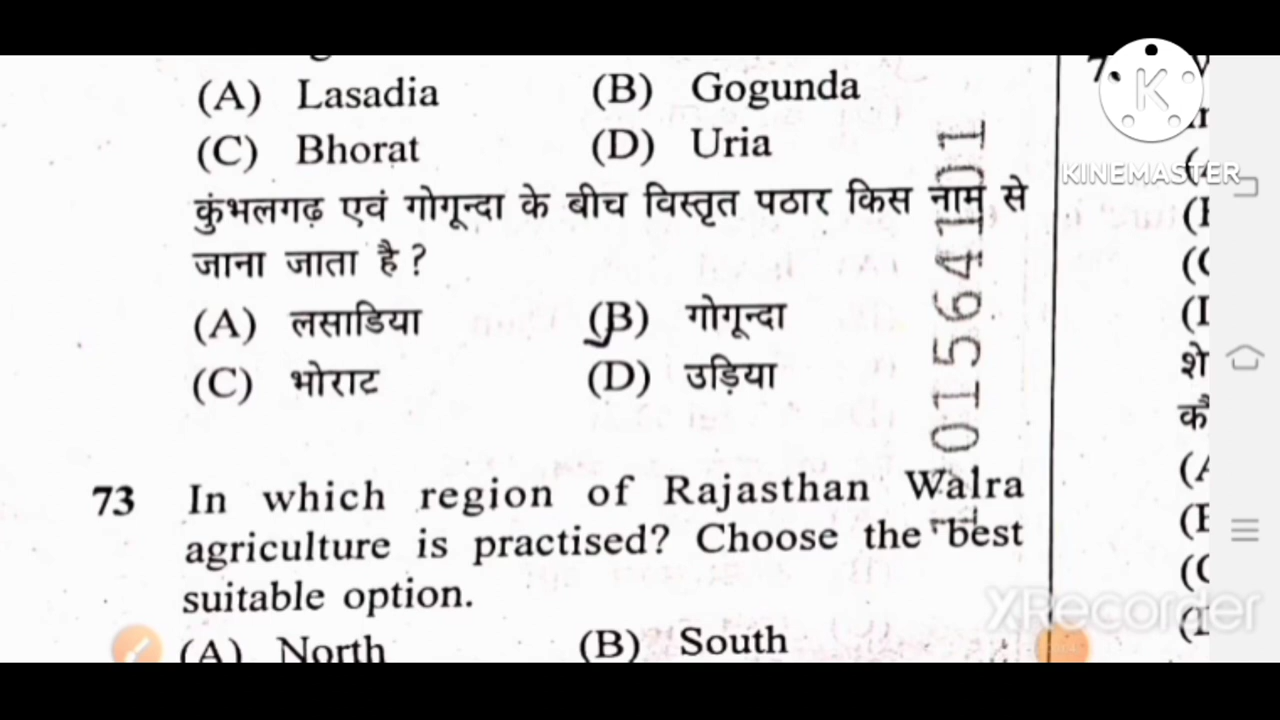 (A) Lasadia (B) Gogunda
(C) Bhorat (D) Uria
कुंभलगढ़ एवं गोगून्दा के बीच विस्तृत पठार किस नाम से
जाना जाता है ?
(A) लसाडिया (B) गोगून्दा
(C) भोराट (D) उड़िया
73 In which region of Rajasthan Walra
agriculture is practised? Choose the best
suitable option.
(A) North (B) South
101564101
शे
कौ
K
KINEMASTER
XRecorder